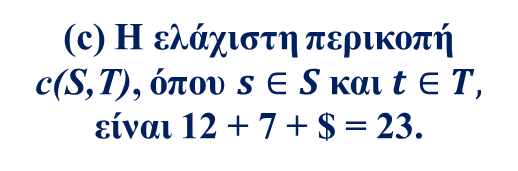 (c) Η ελάχιστη περικοπή
c(S,T), όπου s ∈ S και t ∈ T,
είναι 12 + 7 + $ = 23.